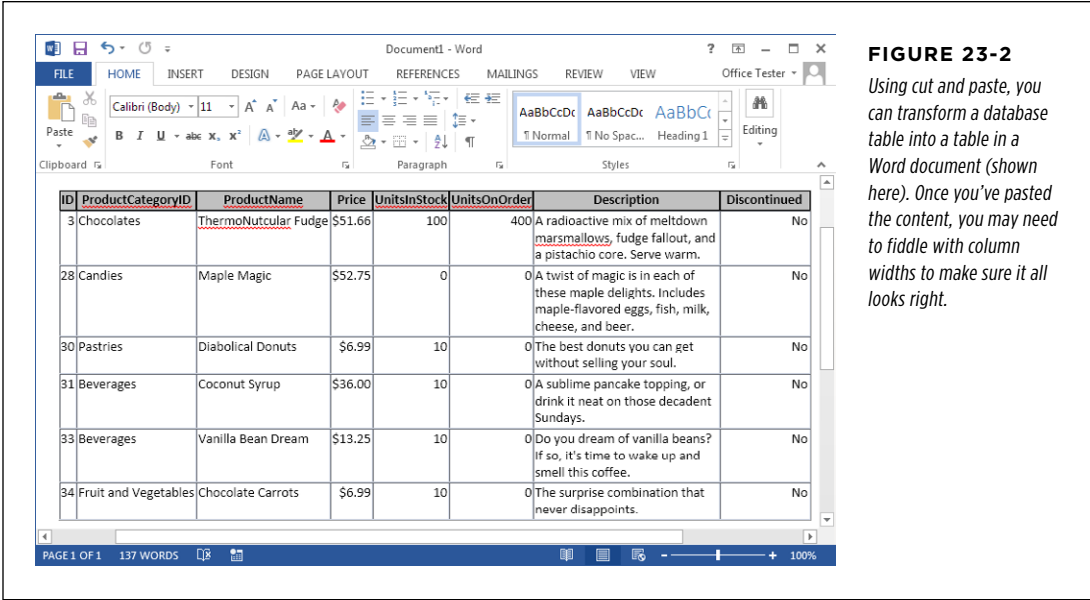 Document1 - Word
?
FILE HOME INSERT DESIGN PAGE LAYOUT REFERENCES MAILINGS REVIEW VIEW Office Tester
Calibri (Body) 11 A A Aa A
Paste
B I U abc X₂ X² A ab A
AaBbCcDc AaBbCcDc AaBbCc
¶ Normal ¶ No Spac... Heading 1
Editing
Clipboard Font Paragraph Styles
ID ProductCategoryID ProductName Price UnitsInStock UnitsOnOrder Description Discontinued
3 Chocolates ThermoNutcular Fudge $51.66 100 400 A radioactive mix of meltdown No
marsmallows, fudge fallout, and
a pistachio core. Serve warm.
28 Candies Maple Magic $52.75 0 0 A twist of magic is in each of No
these maple delights. Includes
maple-flavored eggs, fish, milk,
cheese, and beer.
30 Pastries Diabolical Donuts $6.99 10 0 The best donuts you can get No
without selling your soul.
31 Beverages Coconut Syrup $36.00 10 0 A sublime pancake topping, or No
drink it neat on those decadent
Sundays.
33 Beverages Vanilla Bean Dream $13.25 10 0 Do you dream of vanilla beans? No
If so, it's time to wake up and
smell this coffee.
34 Fruit and Vegetables Chocolate Carrots $6.99 10 0 The surprise combination that No
never disappoints.
PAGE 1 OF 1 137 WORDS 100%
FIGURE 23-2
Using cut and paste, you
can transform a database
table into a table in a
Word document (shown
here). Once you've pasted
the content, you may need
to fiddle with column
widths to make sure it all
looks right.